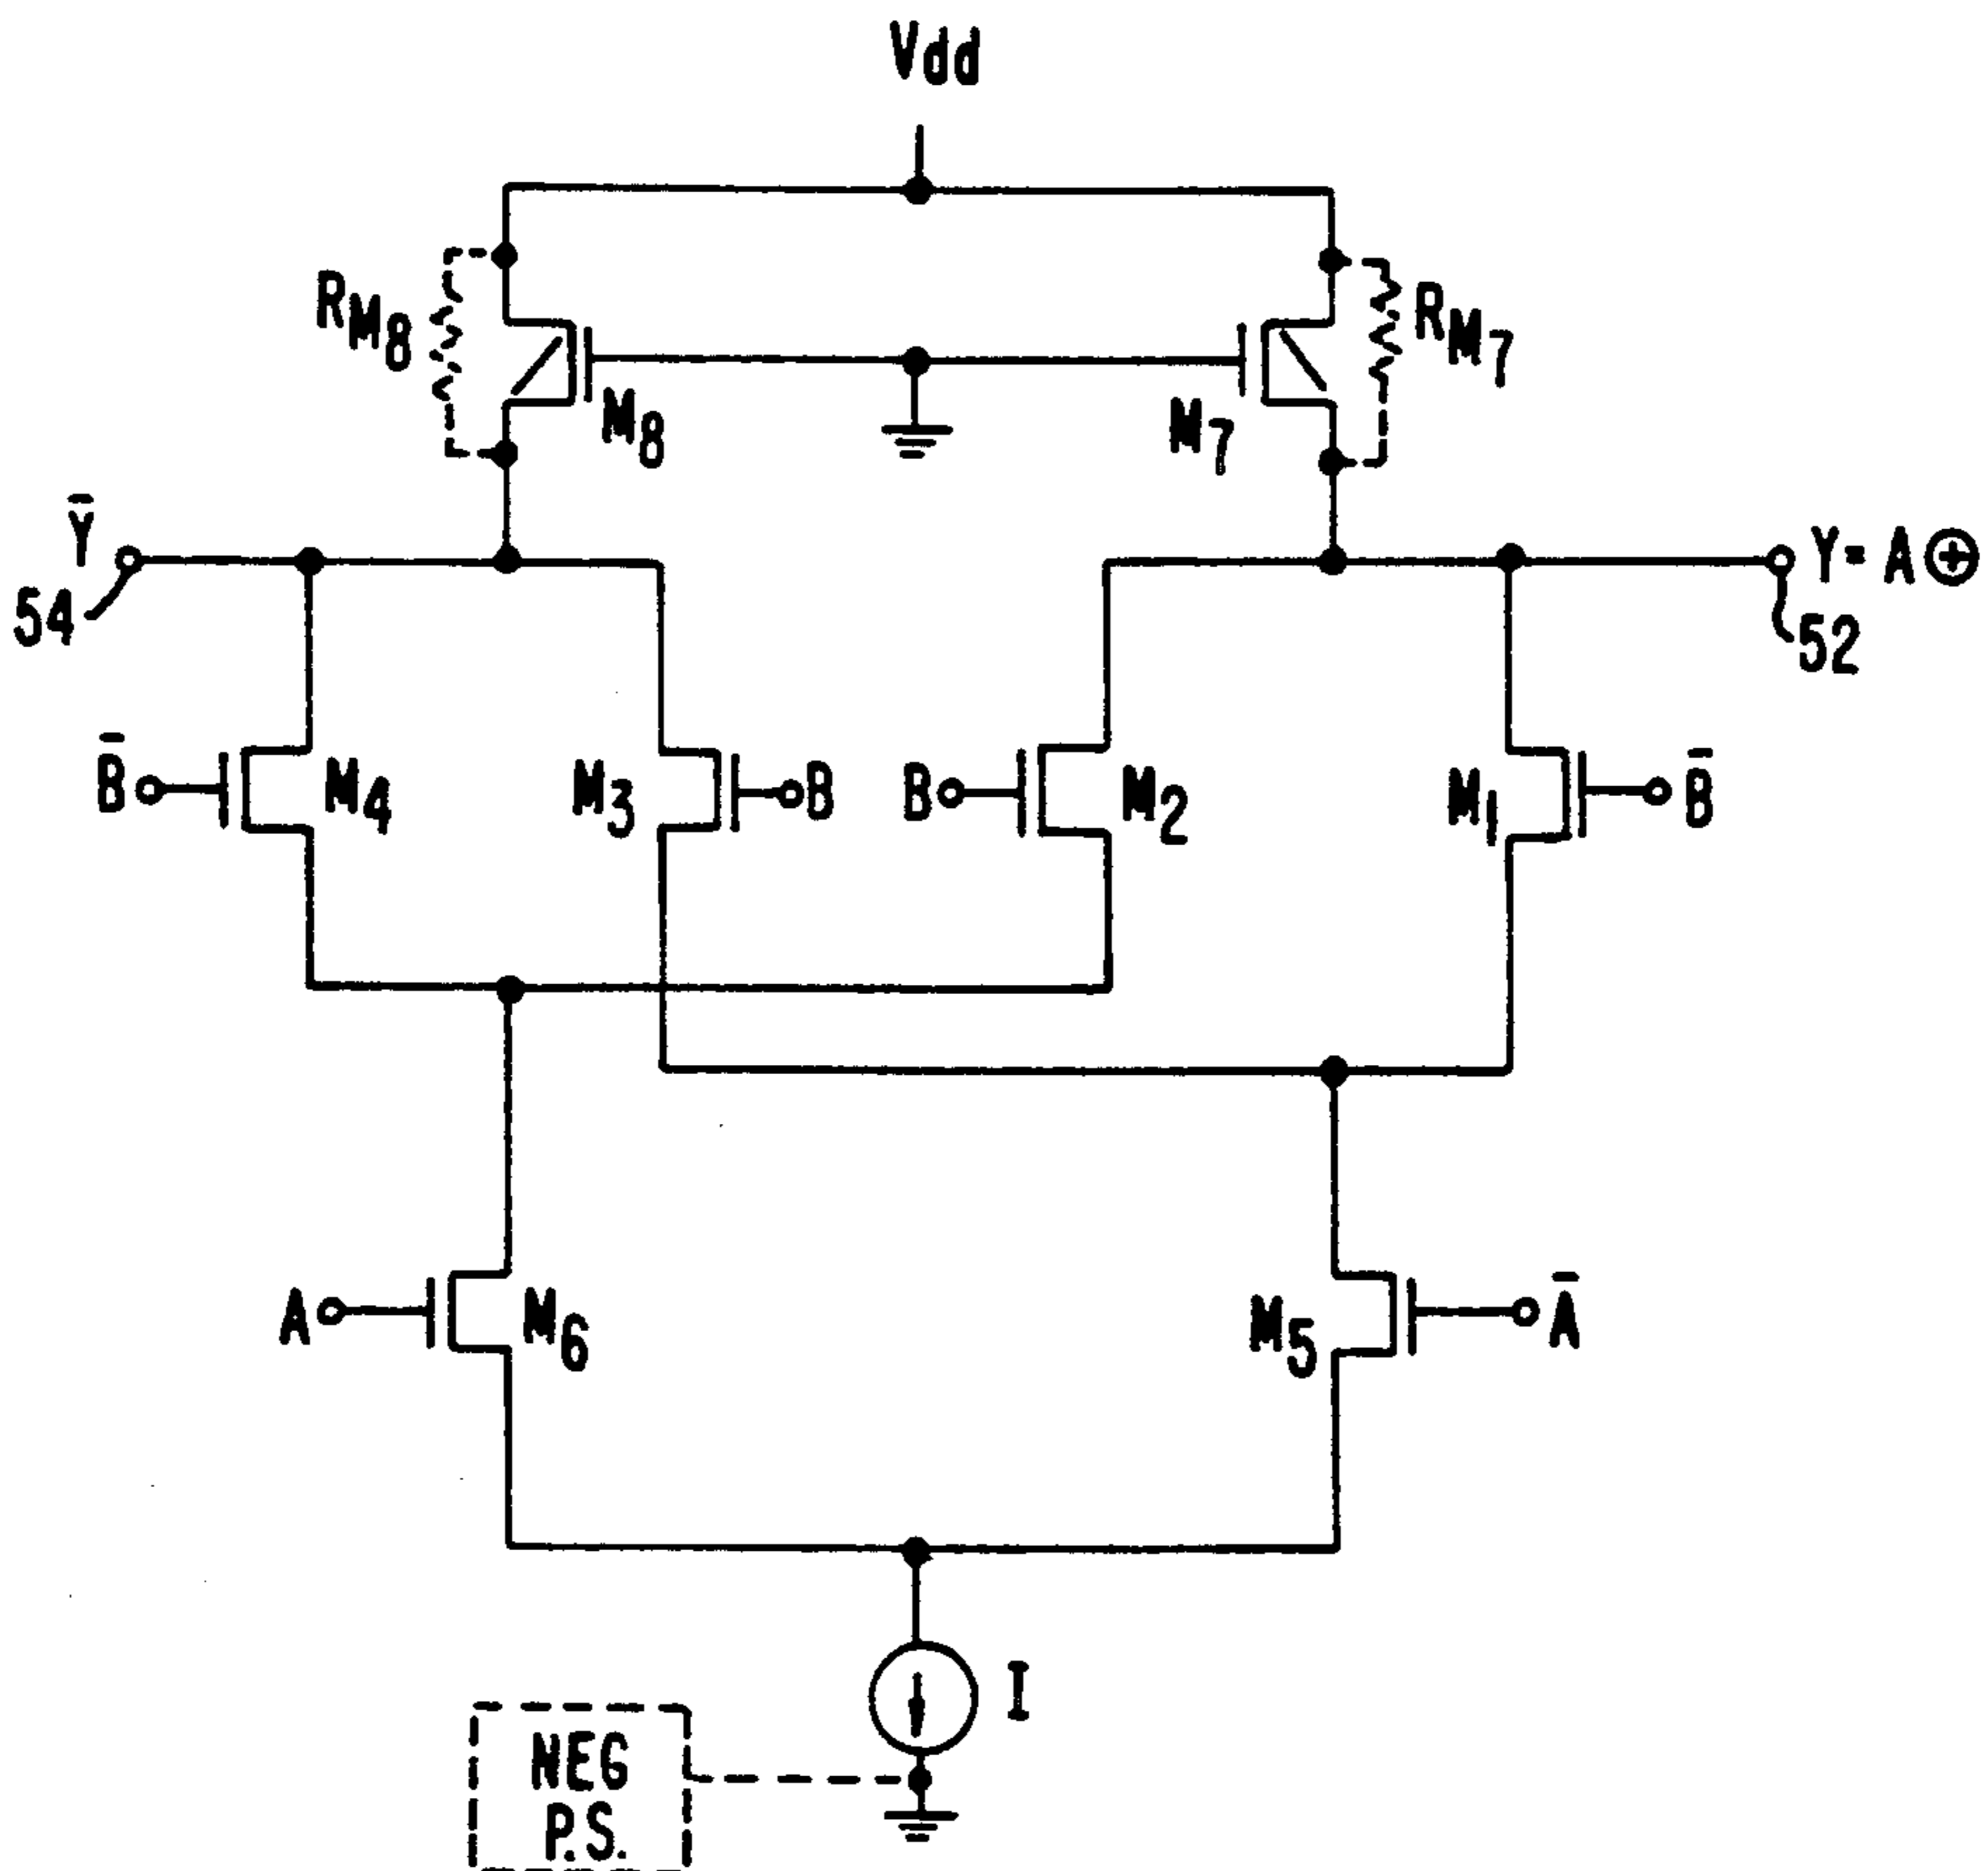 Vdd
RM8
RM7
M8
M7
Ȳ
Y= A ⊕
54
52
B̄
M4
M3
B
B
M2
M1
B̄
A
M6
M5
Ā
I
NEG
P.S.